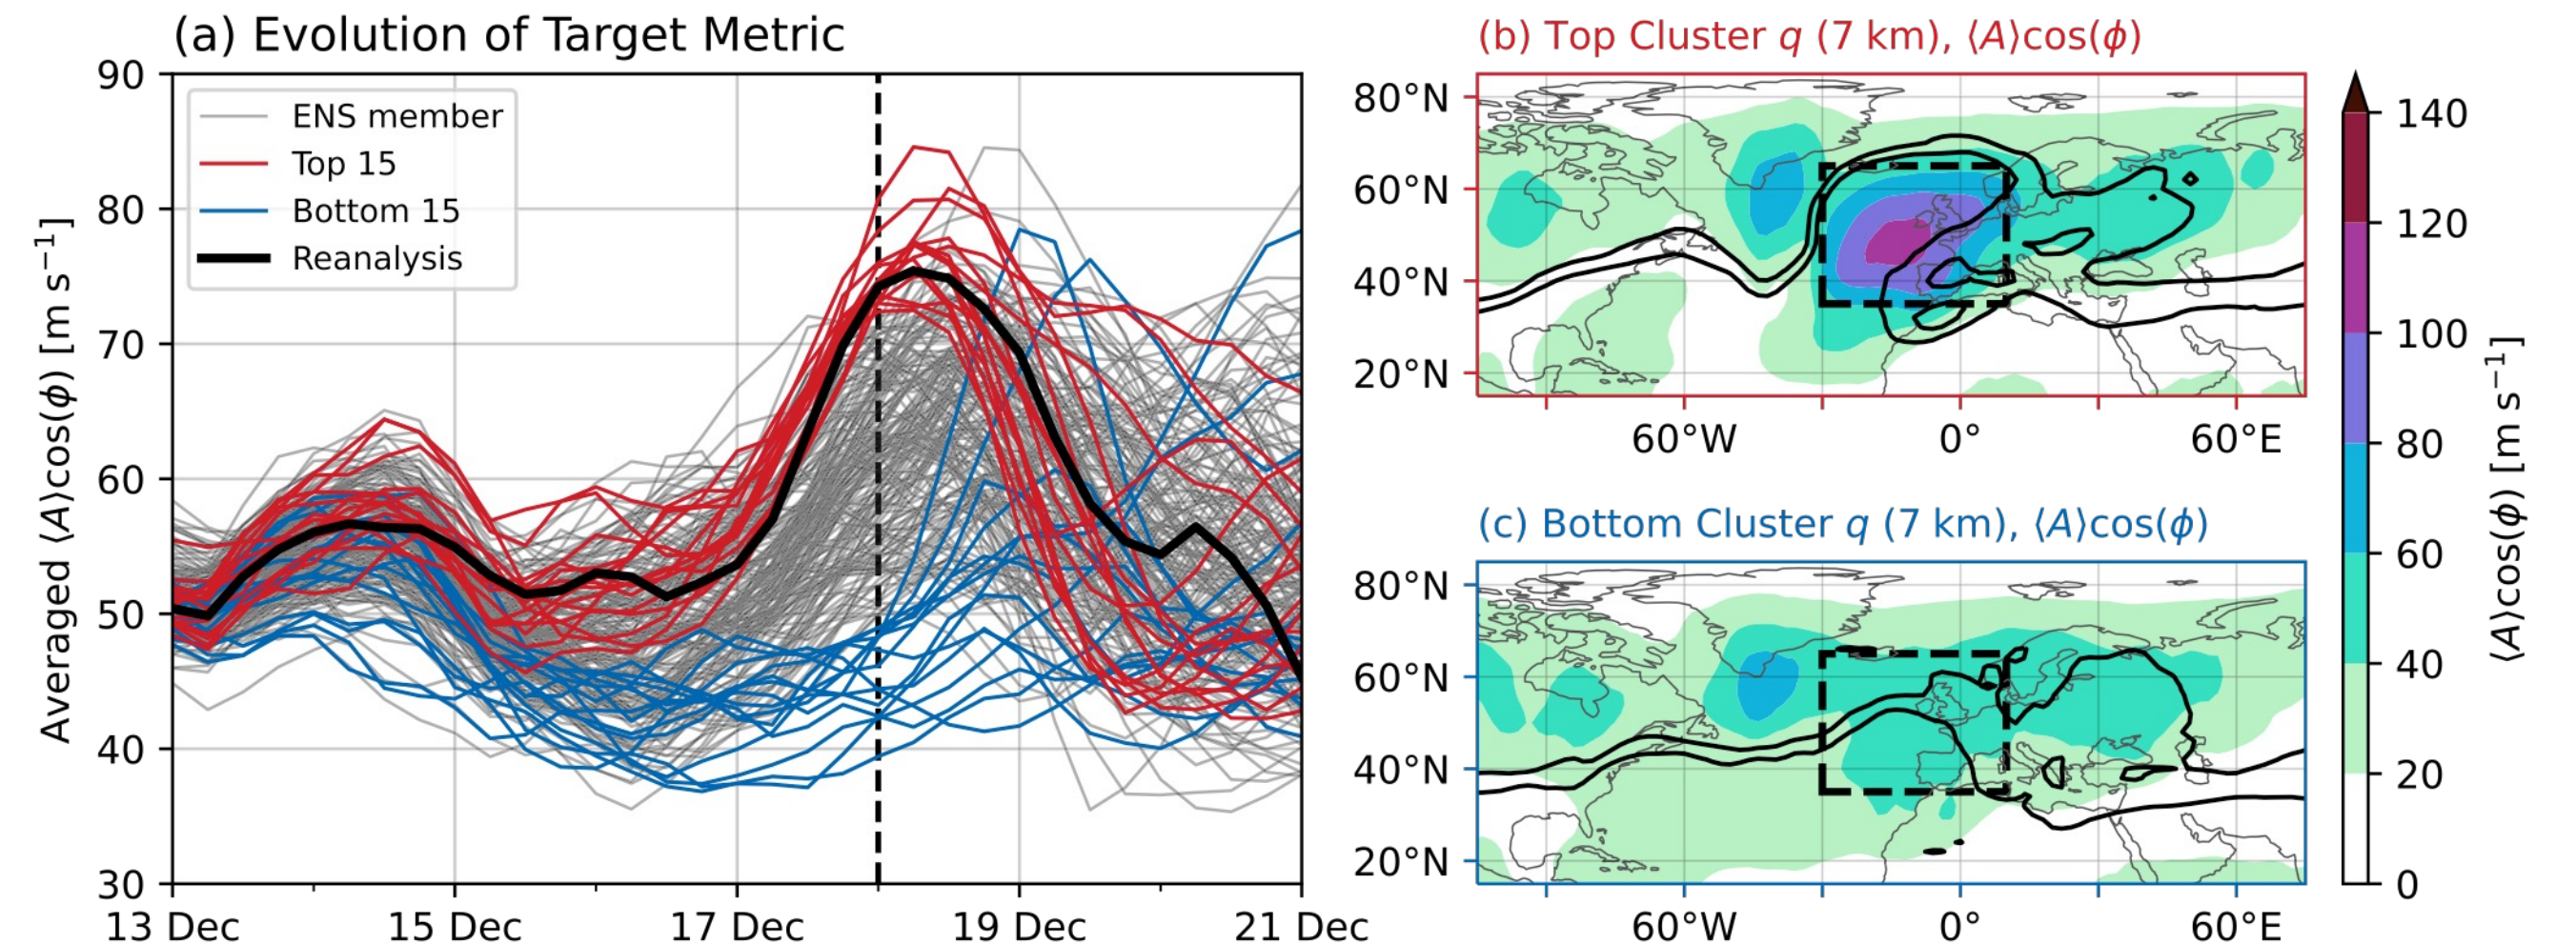 (a) Evolution of Target Metric
90
80
70
60
50
40
30
Averaged ⟨A⟩cos(ϕ) [m s⁻¹]
ENS member
Top 15
Bottom 15
Reanalysis
13 Dec
15 Dec
17 Dec
19 Dec
21 Dec
(b) Top Cluster q (7 km), ⟨A⟩cos(ϕ)
80°N
60°N
40°N
20°N
60°W
0°
60°E
(c) Bottom Cluster q (7 km), ⟨A⟩cos(ϕ)
80°N
60°N
40°N
20°N
60°W
0°
60°E
140
120
100
80
60
40
20
0
⟨A⟩cos(ϕ) [m s⁻¹]